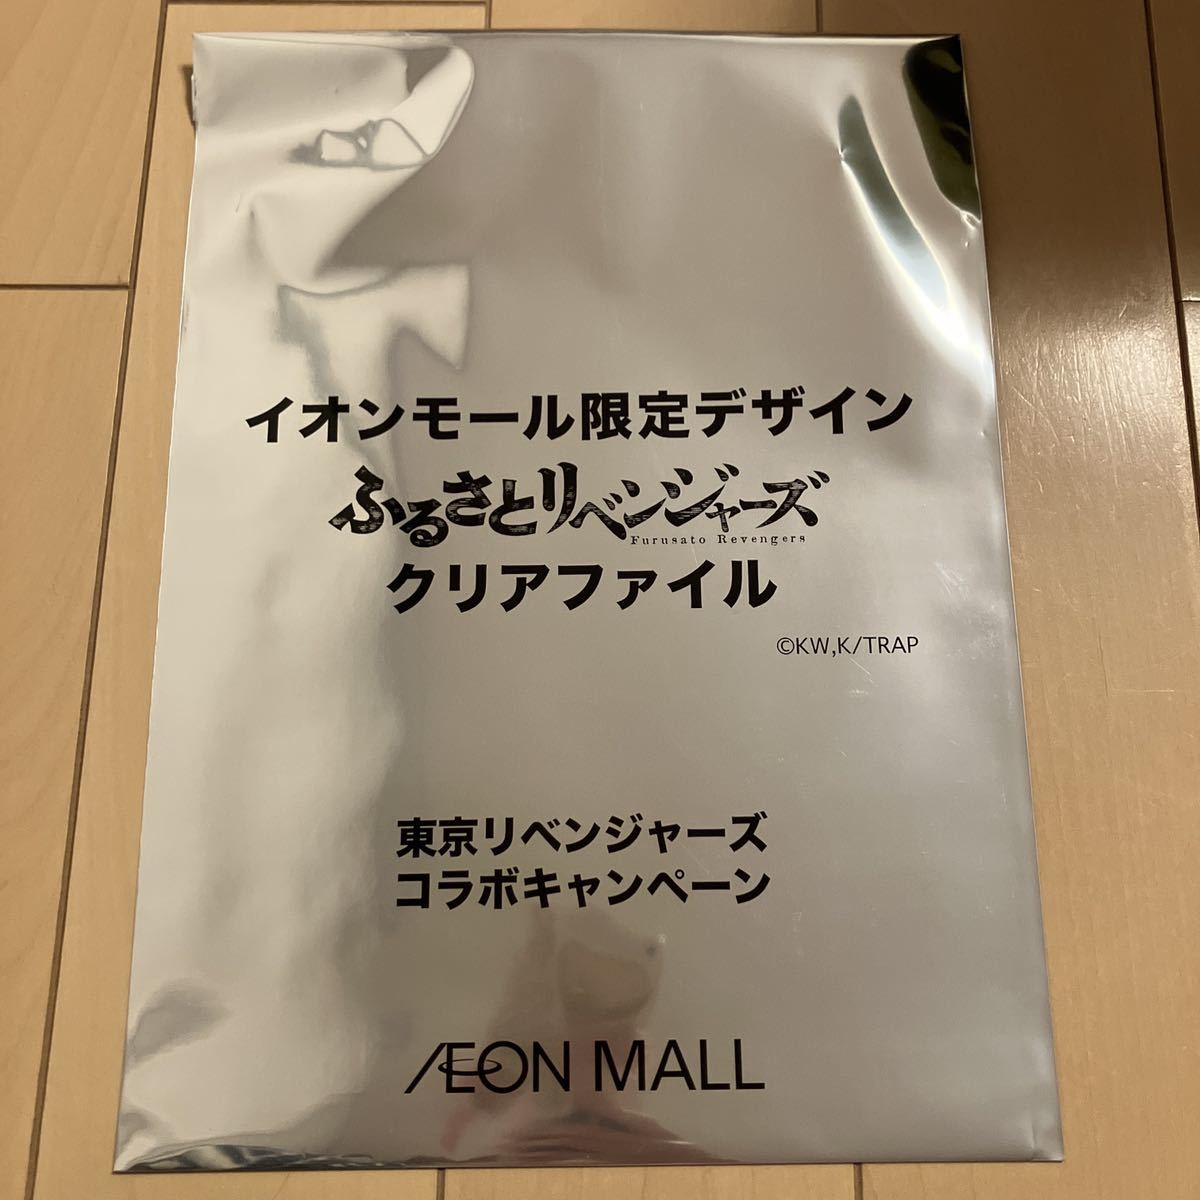 イオンモール限定デザイン
ふるさとリベンジャーズ
Furusato Revengers
クリアファイル
©KW,K/TRAP
東京リベンジャーズ
コラボキャンペーン
ÆON MALL